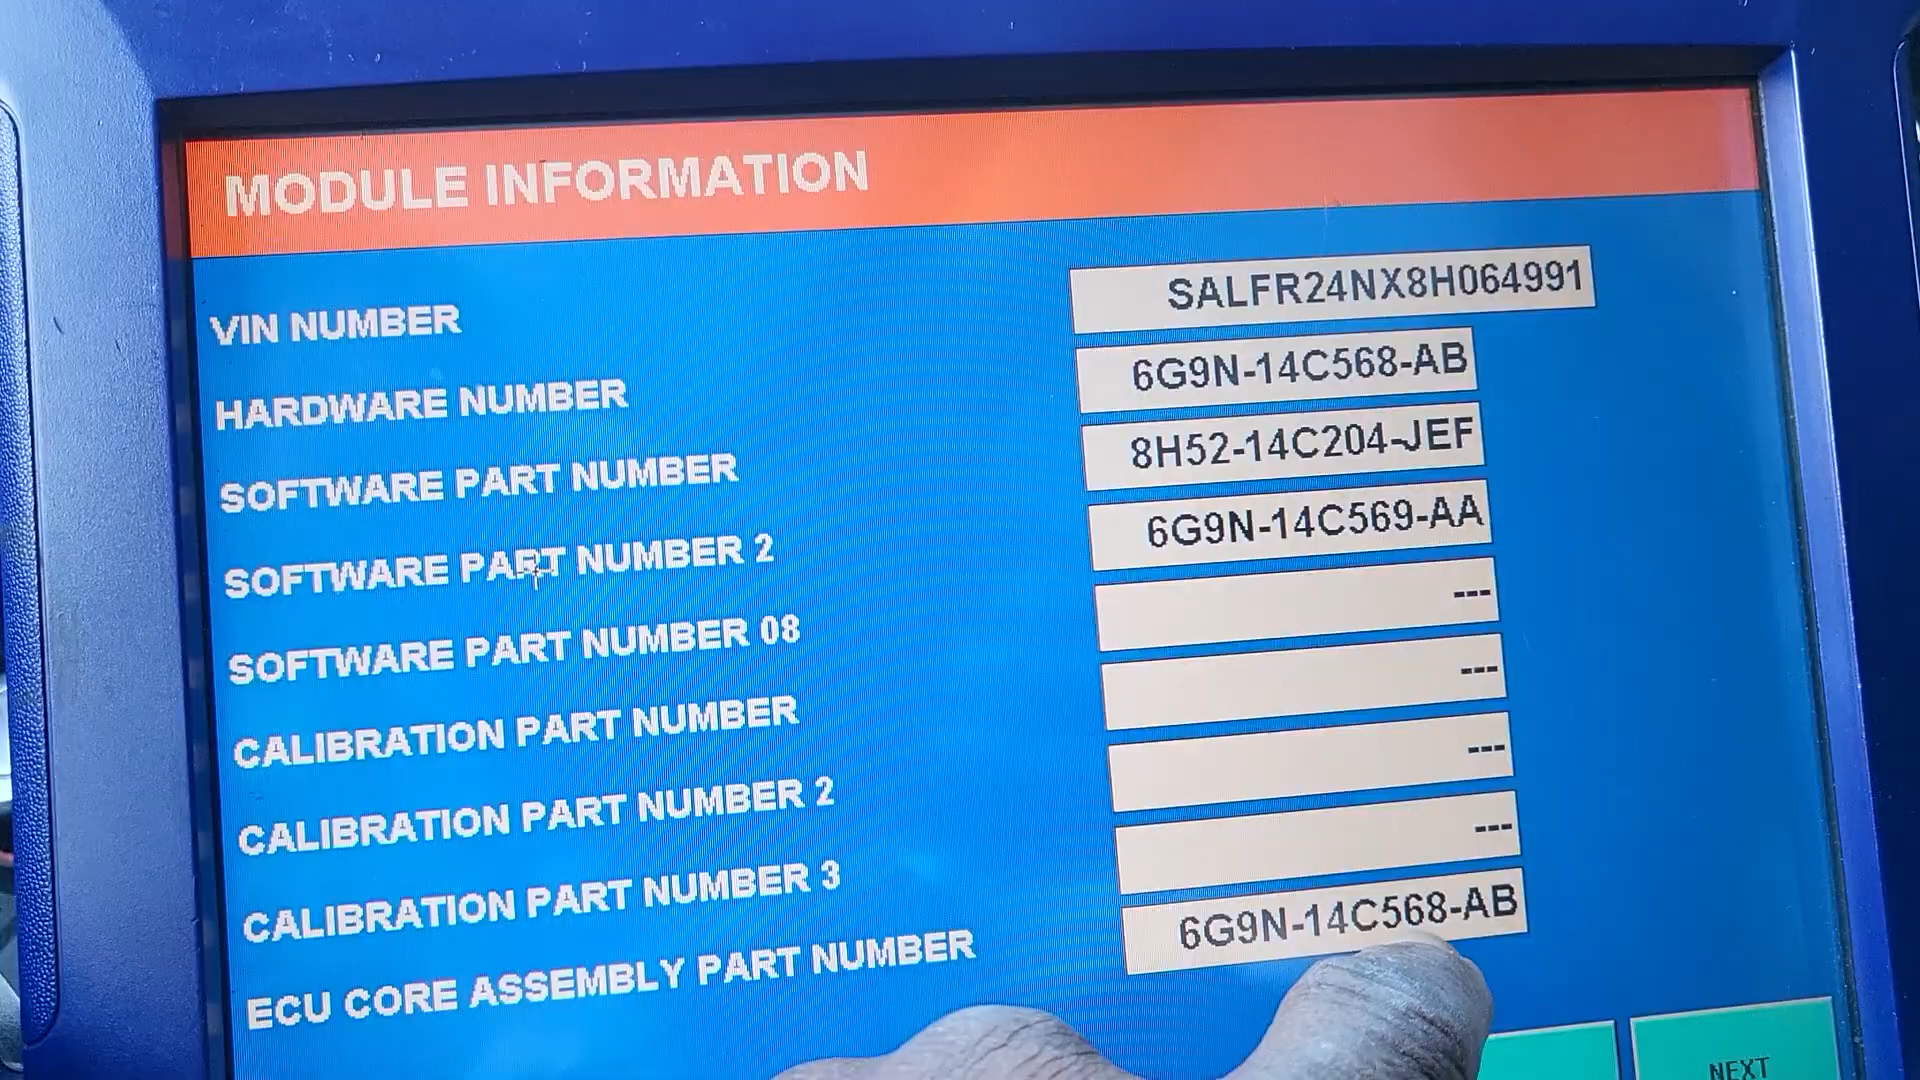 MODULE INFORMATION
VIN NUMBER SALFR24NX8H064991
HARDWARE NUMBER 6G9N-14C568-AB
SOFTWARE PART NUMBER 8H52-14C204-JEF
SOFTWARE PART NUMBER 2 6G9N-14C569-AA
SOFTWARE PART NUMBER 08 ---
CALIBRATION PART NUMBER ---
CALIBRATION PART NUMBER 2 ---
CALIBRATION PART NUMBER 3 ---
ECU CORE ASSEMBLY PART NUMBER 6G9N-14C568-AB
NEXT